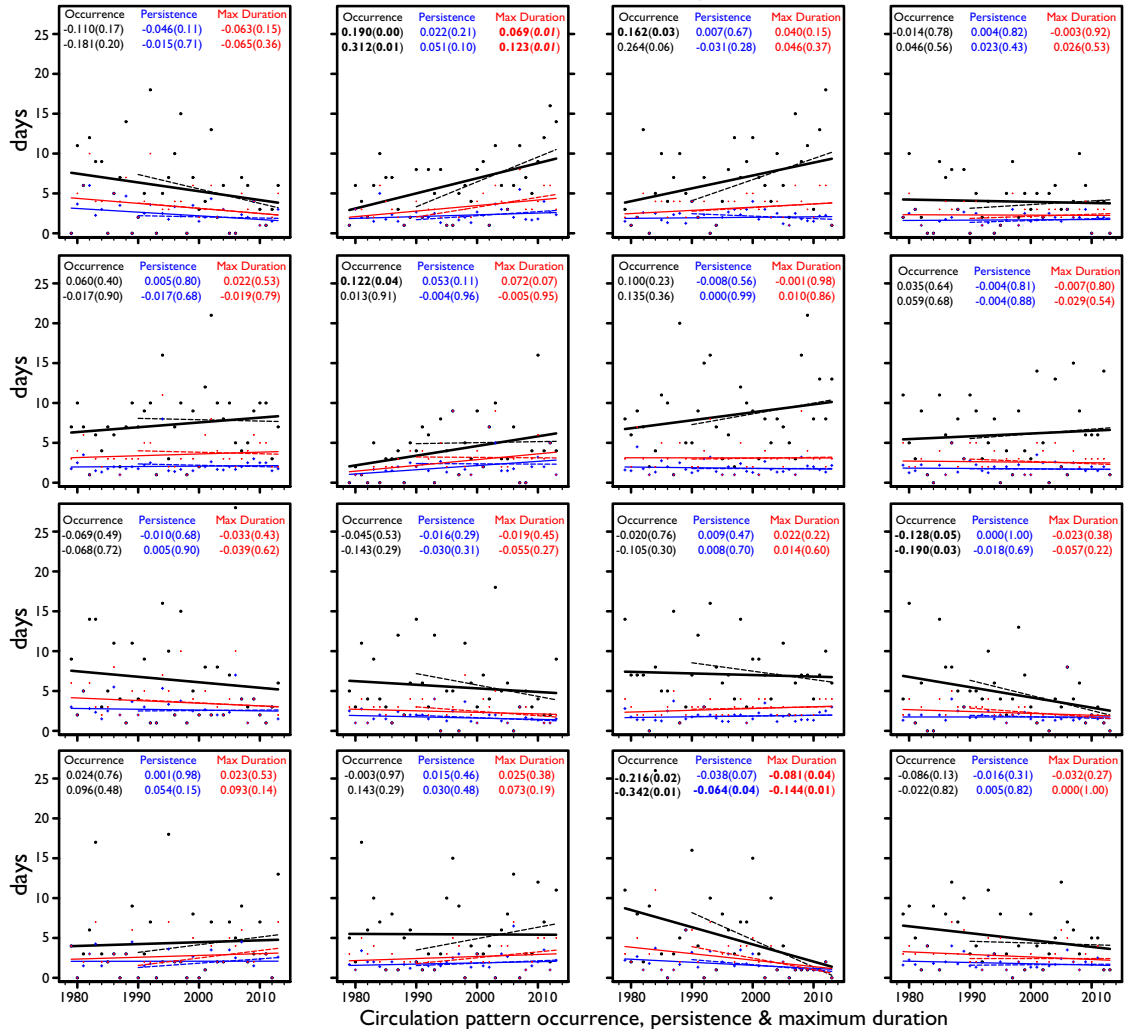 Occurrence Persistence Max Duration Occurrence Persistence Max Duration Occurrence Persistence Max Duration Occurrence Persistence Max Duration
-0.110(0.17) -0.046(0.11) -0.063(0.15) 0.190(0.00) 0.022(0.21) 0.069(0.01) 0.162(0.03) 0.007(0.67) 0.040(0.15) -0.014(0.78) 0.004(0.82) -0.003(0.92)
-0.181(0.20) -0.015(0.71) -0.065(0.36) 0.312(0.01) 0.051(0.10) 0.123(0.01) 0.264(0.06) -0.031(0.28) 0.046(0.37) 0.046(0.56) 0.023(0.43) 0.026(0.53)
25
20
15
10
5
0
days
Occurrence Persistence Max Duration Occurrence Persistence Max Duration Occurrence Persistence Max Duration Occurrence Persistence Max Duration
0.060(0.40) 0.005(0.80) 0.022(0.53) 0.122(0.04) 0.053(0.11) 0.072(0.07) 0.100(0.23) -0.008(0.56) -0.001(0.98) 0.035(0.64) -0.004(0.81) -0.007(0.80)
-0.017(0.90) -0.017(0.68) -0.019(0.79) 0.013(0.91) -0.004(0.96) -0.005(0.95) 0.135(0.36) 0.000(0.99) 0.010(0.86) 0.059(0.68) -0.004(0.88) -0.029(0.54)
25
20
15
10
5
0
days
Occurrence Persistence Max Duration Occurrence Persistence Max Duration Occurrence Persistence Max Duration Occurrence Persistence Max Duration
-0.069(0.49) -0.010(0.68) -0.033(0.43) -0.045(0.53) -0.016(0.29) -0.019(0.45) -0.020(0.76) 0.009(0.47) 0.022(0.22) -0.128(0.05) 0.000(1.00) -0.023(0.38)
-0.068(0.72) 0.005(0.90) -0.039(0.62) -0.143(0.29) -0.030(0.31) -0.055(0.27) -0.105(0.30) 0.008(0.70) 0.014(0.60) -0.190(0.03) -0.018(0.69) -0.057(0.22)
25
20
15
10
5
0
days
Occurrence Persistence Max Duration Occurrence Persistence Max Duration Occurrence Persistence Max Duration Occurrence Persistence Max Duration
0.024(0.76) 0.001(0.98) 0.023(0.53) -0.003(0.97) 0.015(0.46) 0.025(0.38) -0.216(0.02) -0.038(0.07) -0.081(0.04) -0.086(0.13) -0.016(0.31) -0.032(0.27)
0.096(0.48) 0.054(0.15) 0.093(0.14) 0.143(0.29) 0.030(0.48) 0.073(0.19) -0.342(0.01) -0.064(0.04) -0.144(0.01) -0.022(0.82) 0.005(0.82) 0.000(1.00)
25
20
15
10
5
0
days
1980 1990 2000 2010 1980 1990 2000 2010 1980 1990 2000 2010 1980 1990 2000 2010
Circulation pattern occurrence, persistence & maximum duration